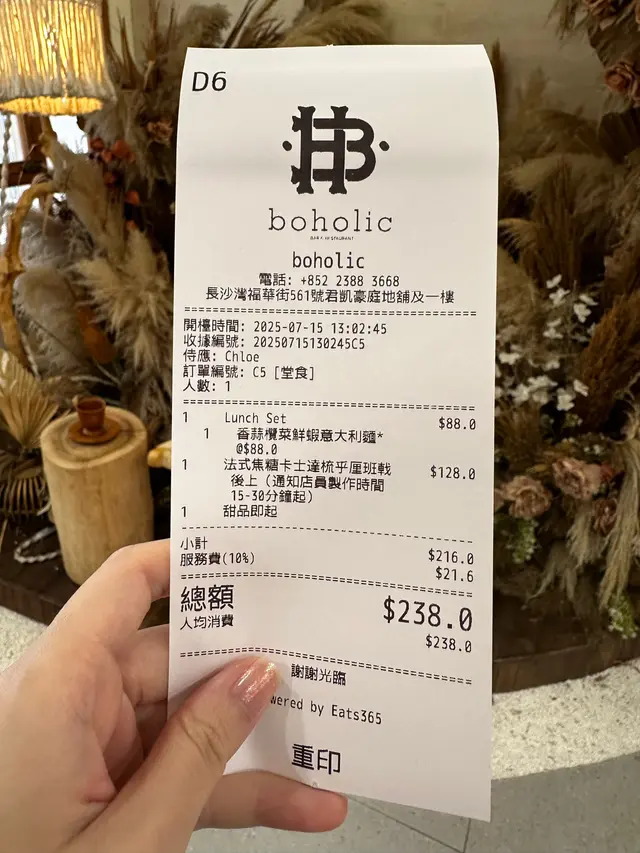 D6
HB
boholic
BAR & RESTAURANT
boholic
電話: +852 2388 3668
長沙灣福華街561號君凱豪庭地舖及一樓
開檯時間: 2025-07-15 13:02:45
收據編號: 20250715130245C5
侍應: Chloe
訂單編號: C5 [堂食]
人數: 1
1 Lunch Set $88.0
1 香蒜欖菜鮮蝦意大利麵*
@$88.0
1 法式焦糖卡士達梳乎厘班戟 $128.0
後上 (通知店員製作時間
15-30分鐘起)
1 甜品即起
小計 $216.0
服務費(10%) $21.6
總額 $238.0
人均消費 $238.0
謝謝光臨
wered by Eats365
重印